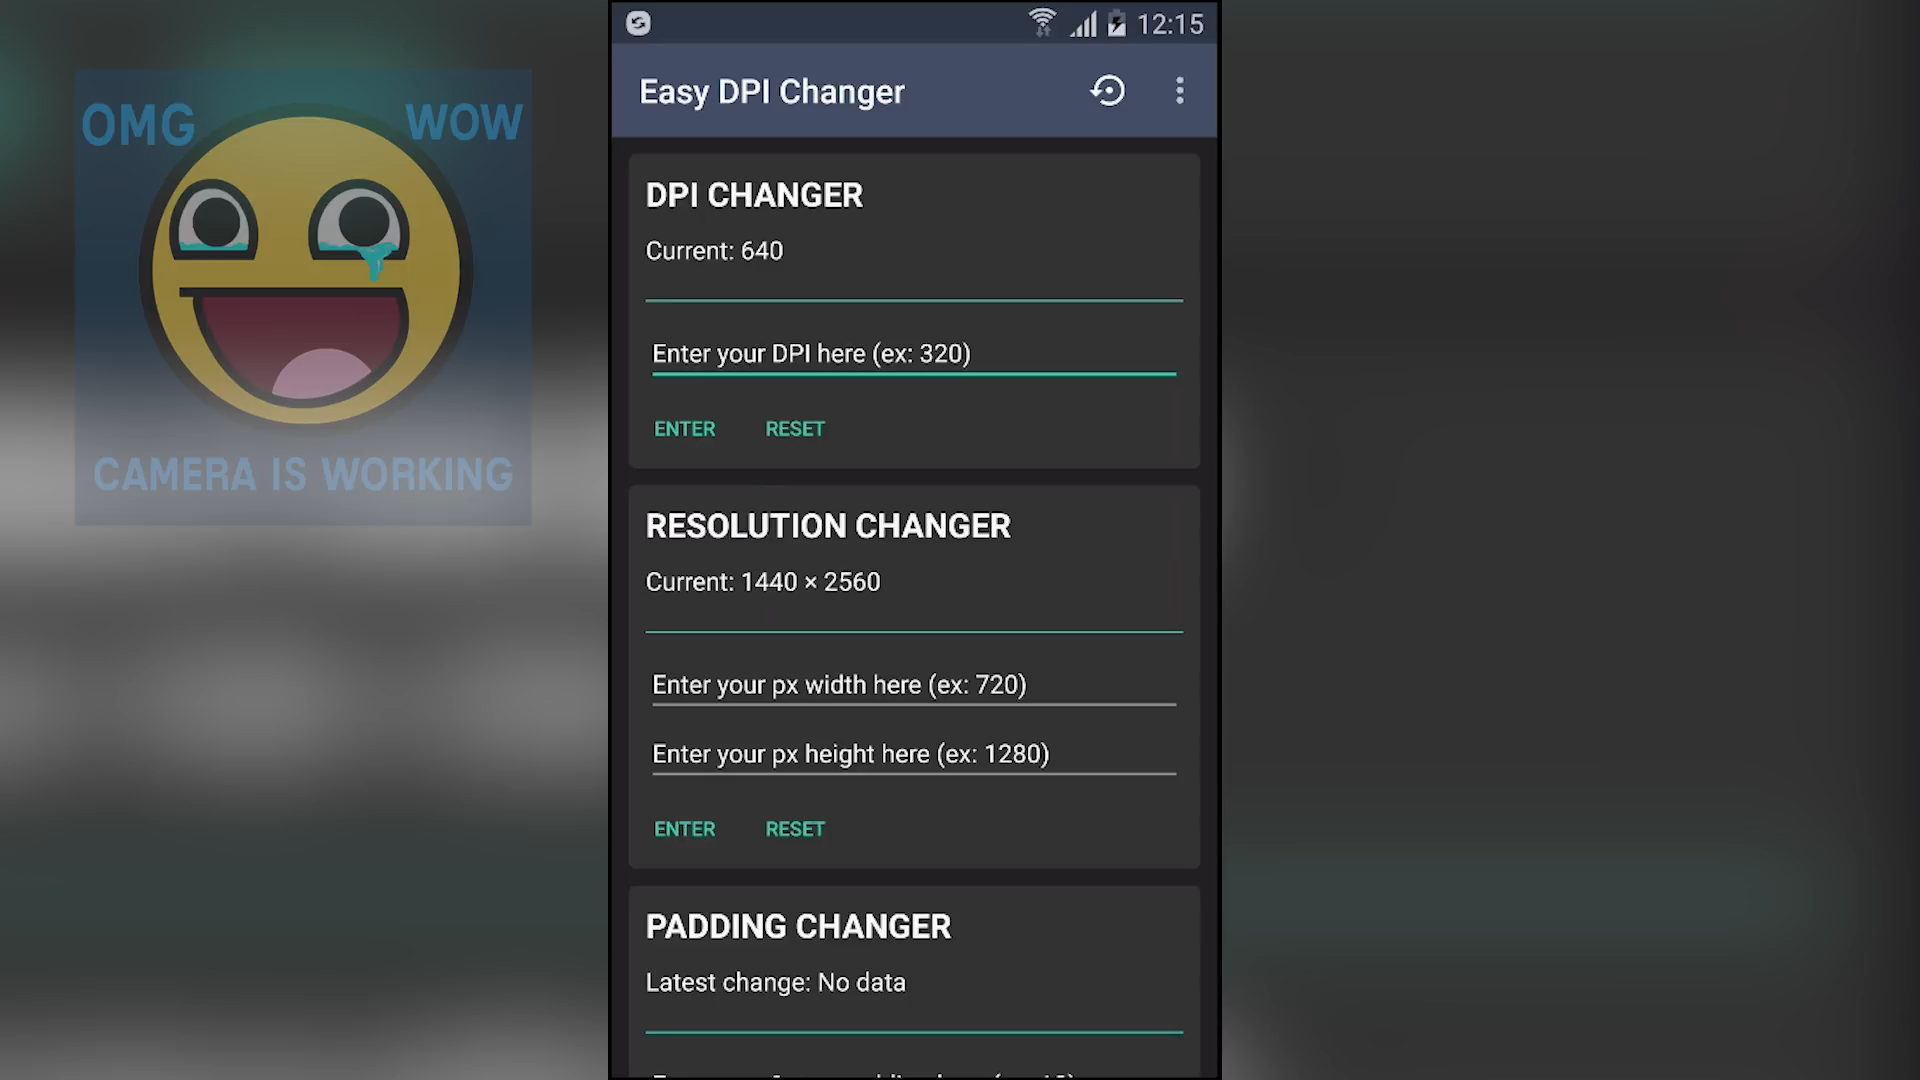 OMG WOW
CAMERA IS WORKING
12:15
Easy DPI Changer
DPI CHANGER
Current: 640
Enter your DPI here (ex: 320)
ENTER RESET
RESOLUTION CHANGER
Current: 1440 × 2560
Enter your px width here (ex: 720)
Enter your px height here (ex: 1280)
ENTER RESET
PADDING CHANGER
Latest change: No data